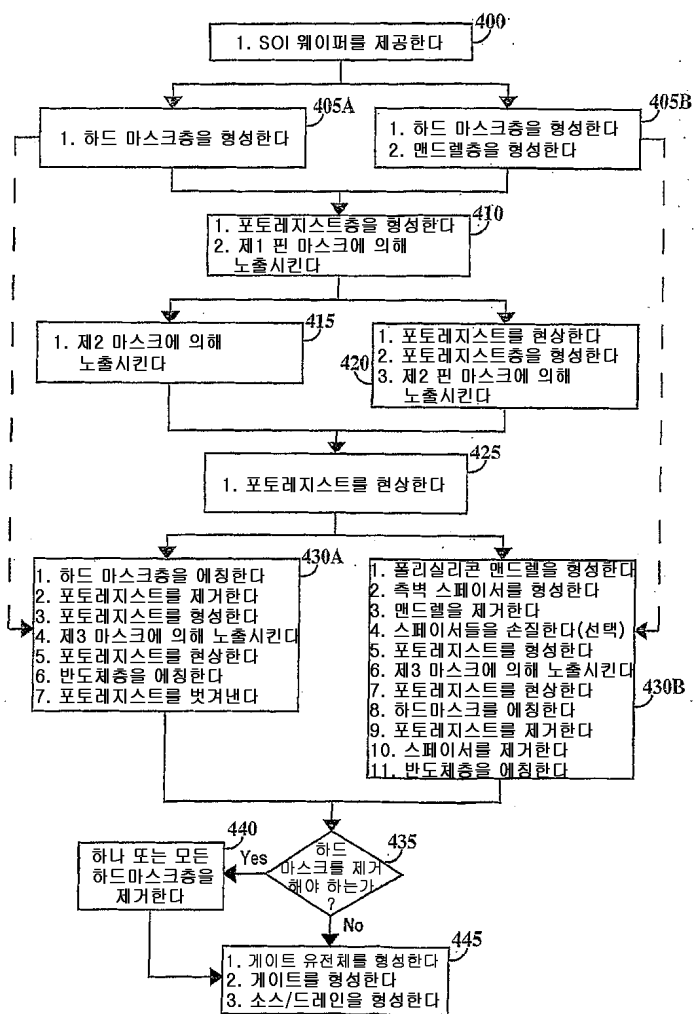 400
1. SOI 웨이퍼를 제공한다
405A
1. 하드 마스크층을 형성한다
405B
1. 하드 마스크층을 형성한다
2. 맨드렐층을 형성한다
410
1. 포토레지스트층을 형성한다
2. 제1 핀 마스크에 의해
노출시킨다
415
1. 제2 마스크에 의해
노출시킨다
420
1. 포토레지스트를 현상한다
2. 포토레지스트층을 형성한다
3. 제2 핀 마스크에 의해
노출시킨다
425
1. 포토레지스트를 현상한다
430A
1. 하드 마스크층을 에칭한다
2. 포토레지스트를 제거한다
3. 포토레지스트를 형성한다
4. 제3 마스크에 의해 노출시킨다
5. 포토레지스트를 현상한다
6. 반도체층을 에칭한다
7. 포토레지스트를 벗겨낸다
1. 폴리실리콘 맨드렐을 형성한다
2. 측벽 스페이서를 형성한다
3. 맨드렐을 제거한다
4. 스페이서들을 손질한다(선택)
5. 포토레지스트를 형성한다
6. 제3 마스크에 의해 노출시킨다
7. 포토레지스트를 현상한다
8. 하드마스크를 에칭한다
9. 포토레지스트를 제거한다
10. 스페이서를 제거한다
11. 반도체층을 에칭한다
430B
435
하드
마스크를 제거
해야 하는가
?
Yes
No
440
하나 또는 모든
하드마스크층을
제거한다
445
1. 게이트 유전체를 형성한다
2. 게이트를 형성한다
3. 소스/드레인을 형성한다